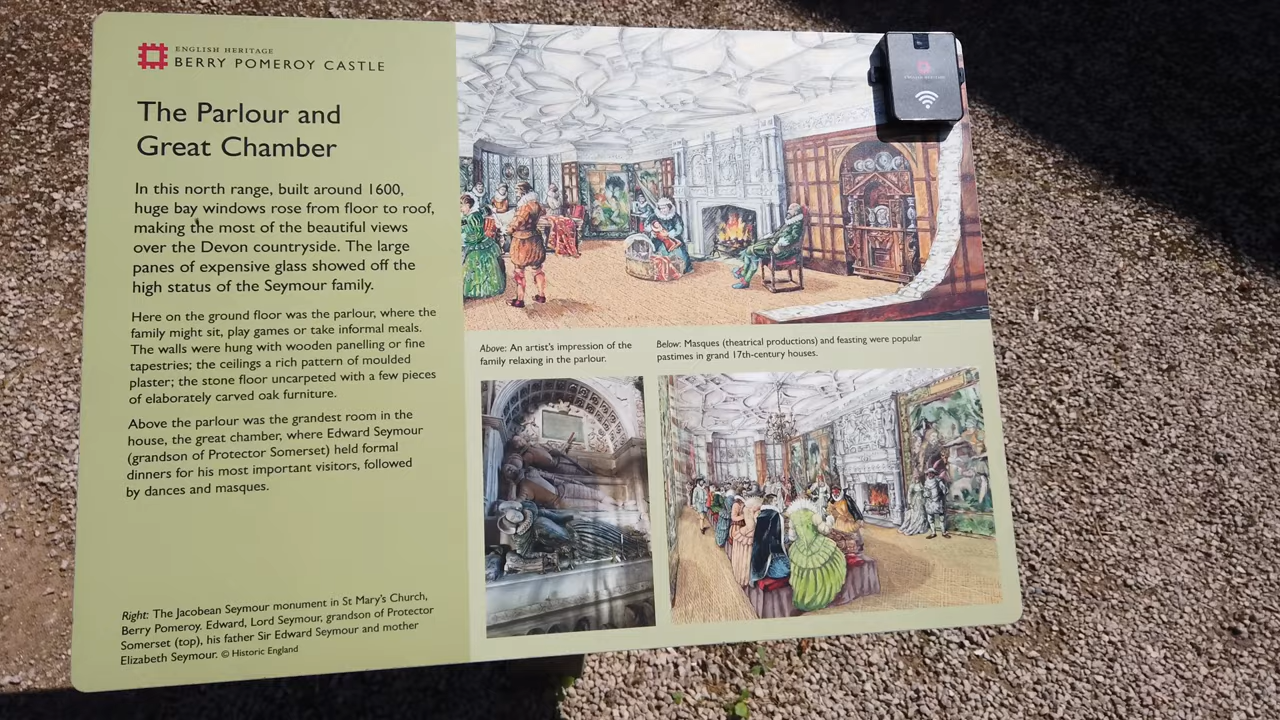 ENGLISH HERITAGE
BERRY POMEROY CASTLE
The Parlour and
Great Chamber
In this north range, built around 1600,
huge bay windows rose from floor to roof,
making the most of the beautiful views
over the Devon countryside. The large
panes of expensive glass showed off the
high status of the Seymour family.
Here on the ground floor was the parlour, where the
family might sit, play games or take informal meals.
The walls were hung with wooden panelling or fine
tapestries; the ceilings a rich pattern of moulded
plaster; the stone floor uncarpeted with a few pieces
of elaborately carved oak furniture.
Above the parlour was the grandest room in the
house, the great chamber, where Edward Seymour
(grandson of Protector Somerset) held formal
dinners for his most important visitors, followed
by dances and masques.
Right: The Jacobean Seymour monument in St Mary's Church,
Berry Pomeroy. Edward, Lord Seymour, grandson of Protector
Somerset (top), his father Sir Edward Seymour and mother
Elizabeth Seymour. © Historic England
Above: An artist's impression of the
family relaxing in the parlour.
Below: Masques (theatrical productions) and feasting were popular
pastimes in grand 17th-century houses.
ENGLISH HERITAGE